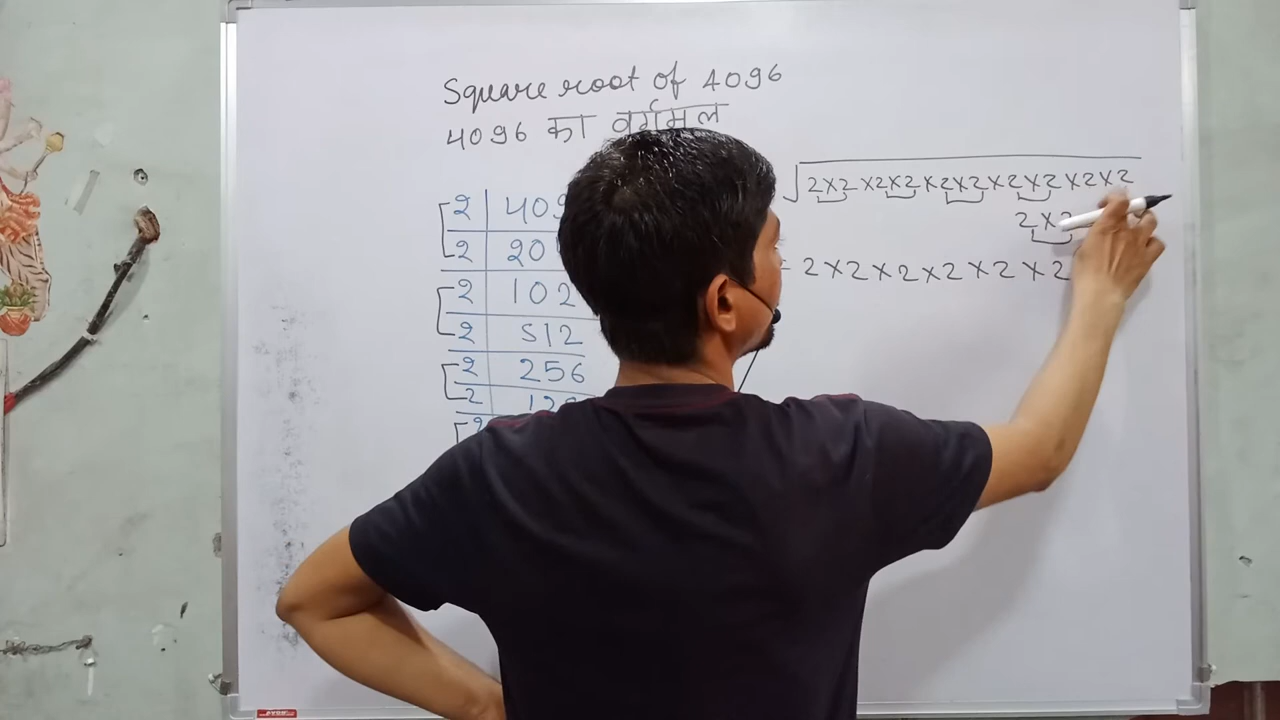 Square root of 4096
4096 का वर्गमूल
2 | 409
2 | 20
2 | 102
2 | 512
2 | 256
2 | 12
2
√2×2×2×2×2×2×2×2×2×2
2×2
= 2×2×2×2×2×2